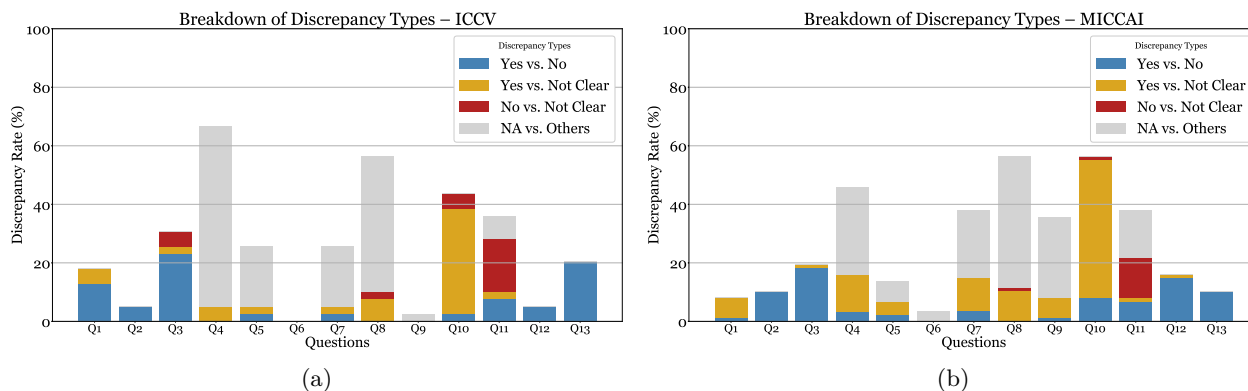 Breakdown of Discrepancy Types – ICCV
100
80
60
40
20
0
Discrepancy Rate (%)
Discrepancy Types
Yes vs. No
Yes vs. Not Clear
No vs. Not Clear
NA vs. Others
Q1 Q2 Q3 Q4 Q5 Q6 Q7 Q8 Q9 Q10 Q11 Q12 Q13
Questions
(a)
Breakdown of Discrepancy Types – MICCAI
100
80
60
40
20
0
Discrepancy Rate (%)
Discrepancy Types
Yes vs. No
Yes vs. Not Clear
No vs. Not Clear
NA vs. Others
Q1 Q2 Q3 Q4 Q5 Q6 Q7 Q8 Q9 Q10 Q11 Q12 Q13
Questions
(b)